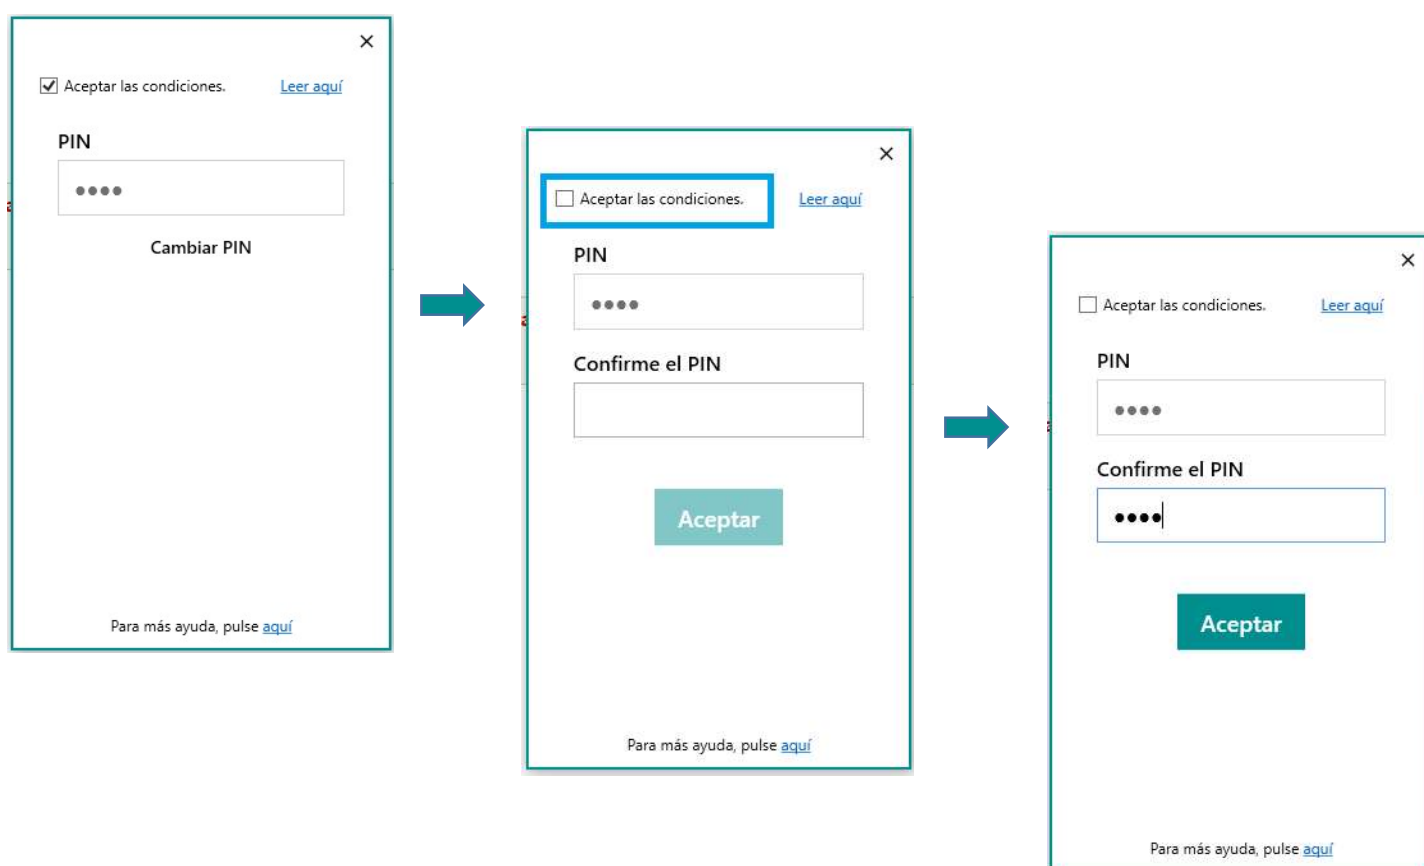 Aceptar las condiciones. Leer aquí
PIN
••••
Cambiar PIN
Para más ayuda, pulse aquí
Aceptar las condiciones. Leer aquí
PIN
••••
Confirme el PIN
Aceptar
Para más ayuda, pulse aquí
Aceptar las condiciones. Leer aquí
PIN
••••
Confirme el PIN
••••
Aceptar
Para más ayuda, pulse aquí